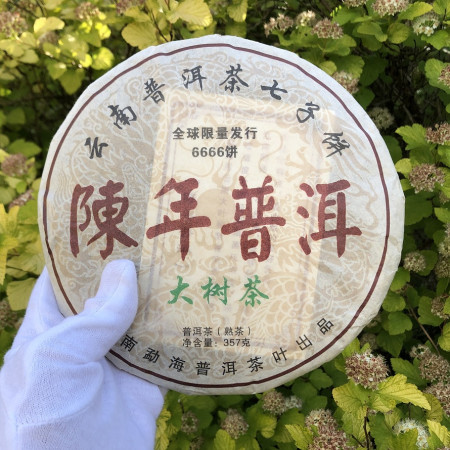 云南普洱茶七子饼
全球限量发行
6666饼
陳年普洱
大树茶
普洱茶（熟茶）
净含量：357克
南勐海普洱茶叶出品